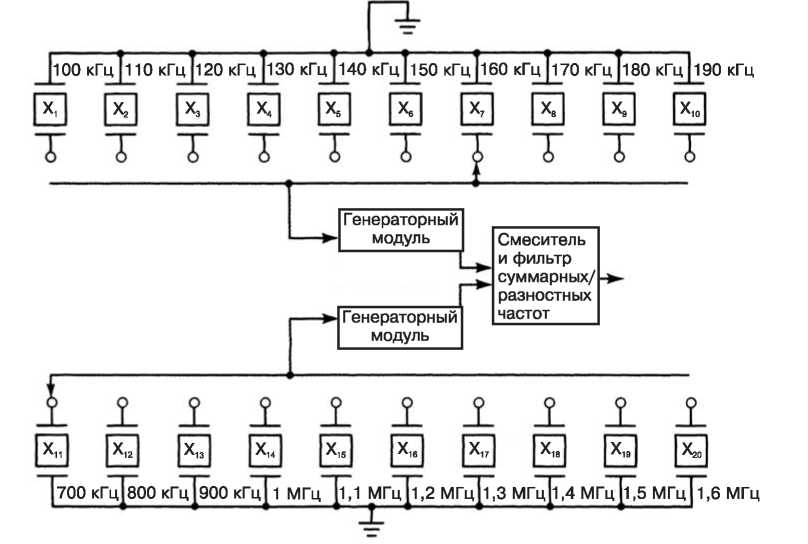 100 кГц 110 кГц 120 кГц 130 кГц 140 кГц 150 кГц 160 кГц 170 кГц 180 кГц 190 кГц
X₁ X₂ X₃ X₄ X₅ X₆ X₇ X₈ X₉ X₁₀
Генераторный
модуль
Смеситель
и фильтр
суммарных/
разностных
частот
Генераторный
модуль
X₁₁ X₁₂ X₁₃ X₁₄ X₁₅ X₁₆ X₁₇ X₁₈ X₁₉ X₂₀
700 кГц 800 кГц 900 кГц 1 МГц 1,1 МГц 1,2 МГц 1,3 МГц 1,4 МГц 1,5 МГц 1,6 МГц